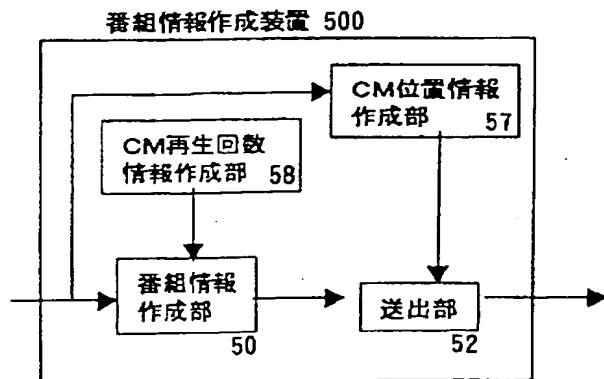 番組情報作成装置 500
CM位置情報
作成部 57
CM再生回数
情報作成部 58
番組情報
作成部
50
送出部
52